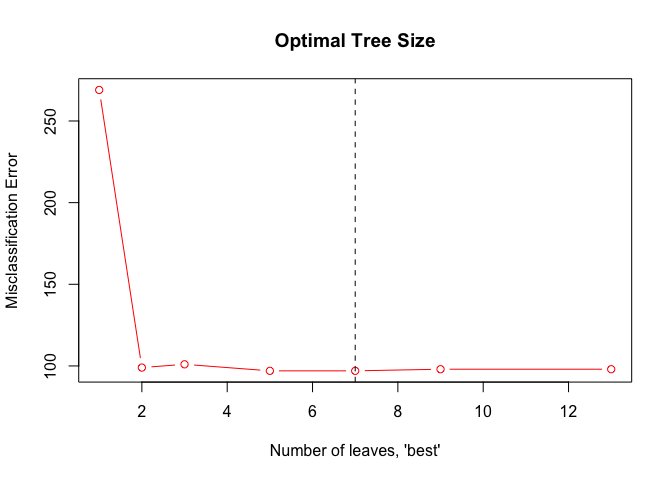 Optimal Tree Size
Misclassification Error
250
200
150
100
2 4 6 8 10 12
Number of leaves, 'best'